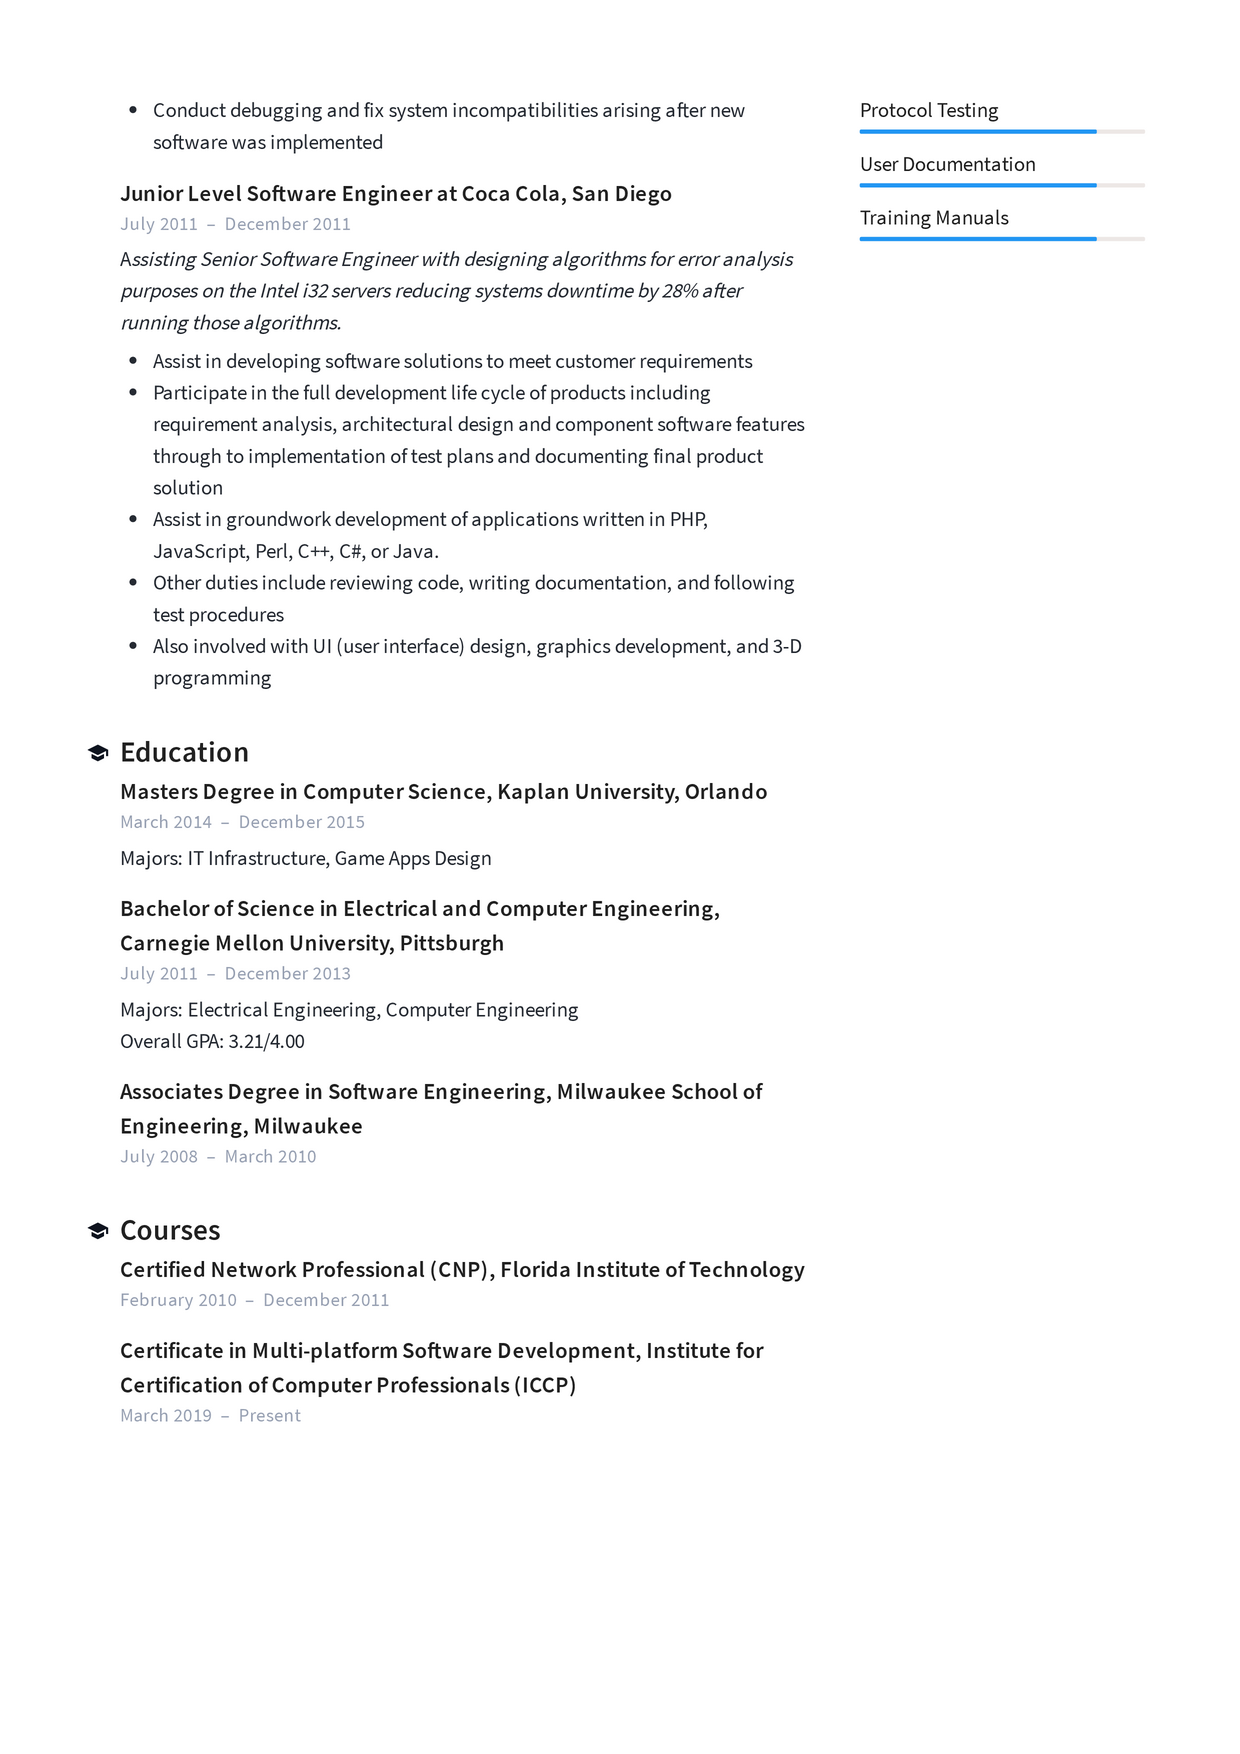 • Conduct debugging and fix system incompatibilities arising after new
software was implemented
Junior Level Software Engineer at Coca Cola, San Diego
July 2011 – December 2011
Assisting Senior Software Engineer with designing algorithms for error analysis
purposes on the Intel i32 servers reducing systems downtime by 28% after
running those algorithms.
• Assist in developing software solutions to meet customer requirements
• Participate in the full development life cycle of products including
requirement analysis, architectural design and component software features
through to implementation of test plans and documenting final product
solution
• Assist in groundwork development of applications written in PHP,
JavaScript, Perl, C++, C#, or Java.
• Other duties include reviewing code, writing documentation, and following
test procedures
• Also involved with UI (user interface) design, graphics development, and 3-D
programming
Education
Masters Degree in Computer Science, Kaplan University, Orlando
March 2014 – December 2015
Majors: IT Infrastructure, Game Apps Design
Bachelor of Science in Electrical and Computer Engineering,
Carnegie Mellon University, Pittsburgh
July 2011 – December 2013
Majors: Electrical Engineering, Computer Engineering
Overall GPA: 3.21/4.00
Associates Degree in Software Engineering, Milwaukee School of
Engineering, Milwaukee
July 2008 – March 2010
Courses
Certified Network Professional (CNP), Florida Institute of Technology
February 2010 – December 2011
Certificate in Multi-platform Software Development, Institute for
Certification of Computer Professionals (ICCP)
March 2019 – Present
Protocol Testing
User Documentation
Training Manuals